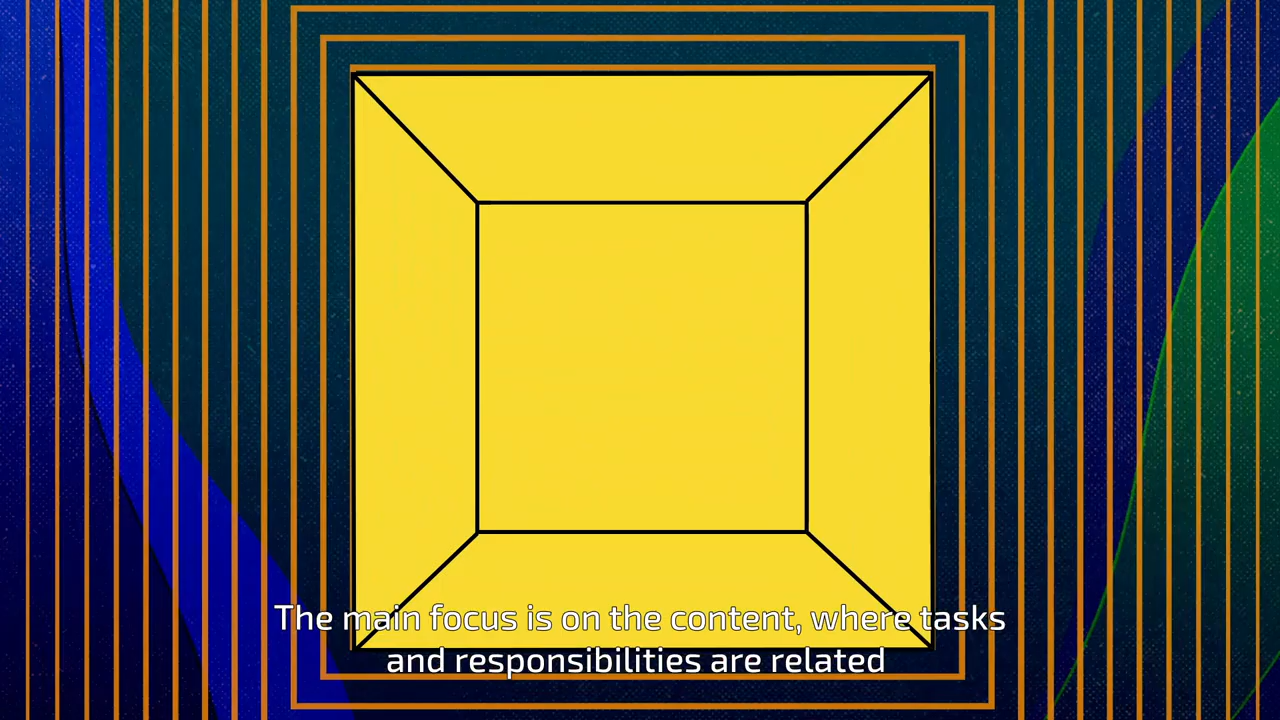 The main focus is on the content, where tasks
and responsibilities are related